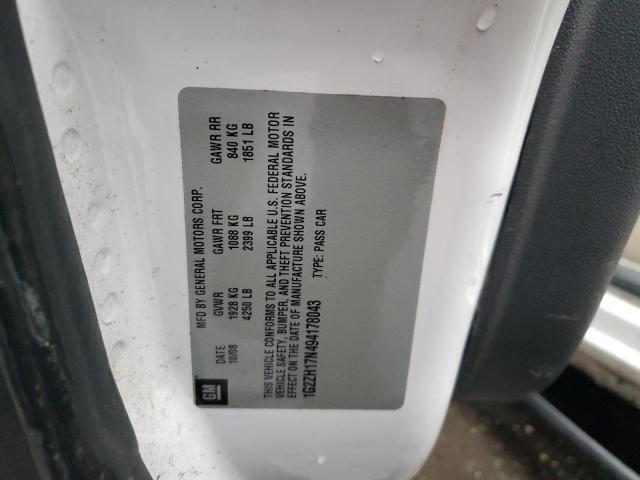 MFD BY GENERAL MOTORS CORP.
DATE GVWR GAWR FRT GAWR RR
10/08 1928 KG 1088 KG 840 KG
4250 LB 2399 LB 1851 LB
THIS VEHICLE CONFORMS TO ALL APPLICABLE U.S. FEDERAL MOTOR
VEHICLE SAFETY, BUMPER, AND THEFT PREVENTION STANDARDS IN
EFFECT ON THE DATE OF MANUFACTURE SHOWN ABOVE.
1G2ZH17N494178043 TYPE: PASS CAR
GM